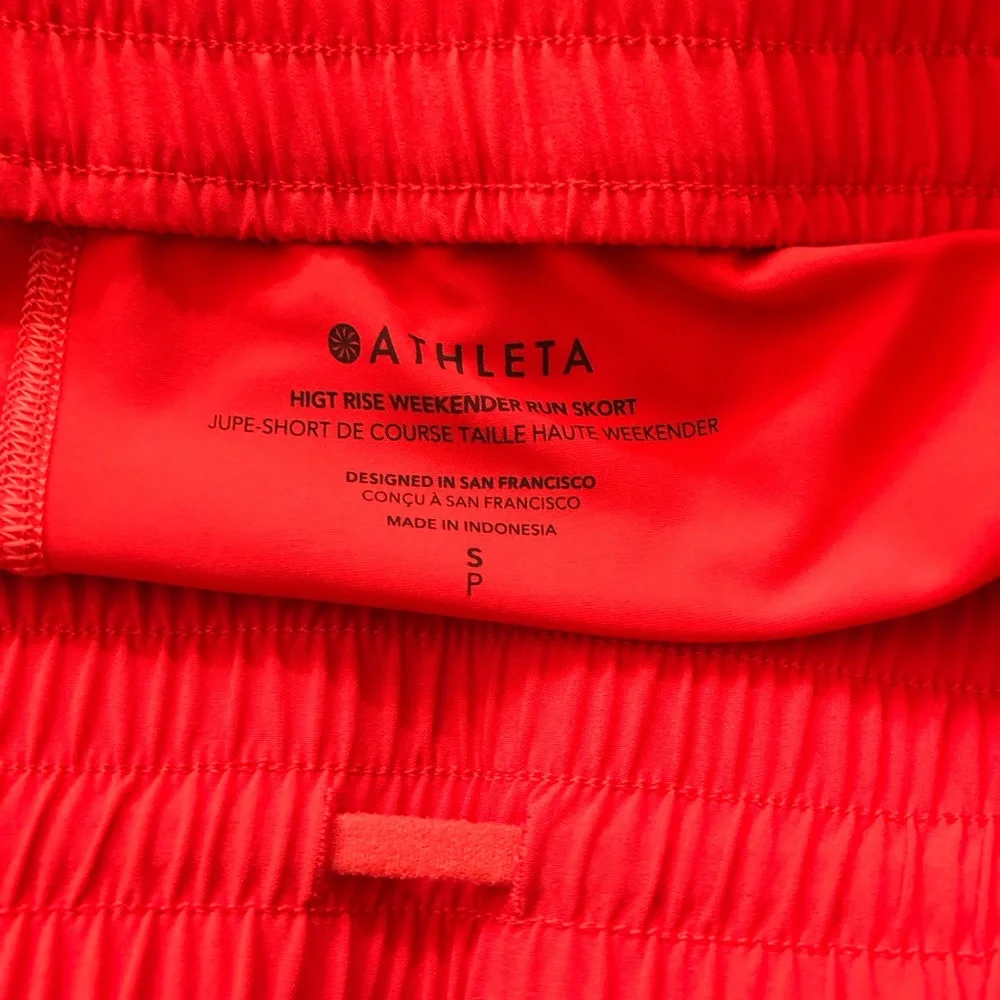 ATHLETA
HIGT RISE WEEKENDER RUN SKORT
JUPE-SHORT DE COURSE TAILLE HAUTE WEEKENDER
DESIGNED IN SAN FRANCISCO
CONÇU À SAN FRANCISCO
MADE IN INDONESIA
S
P